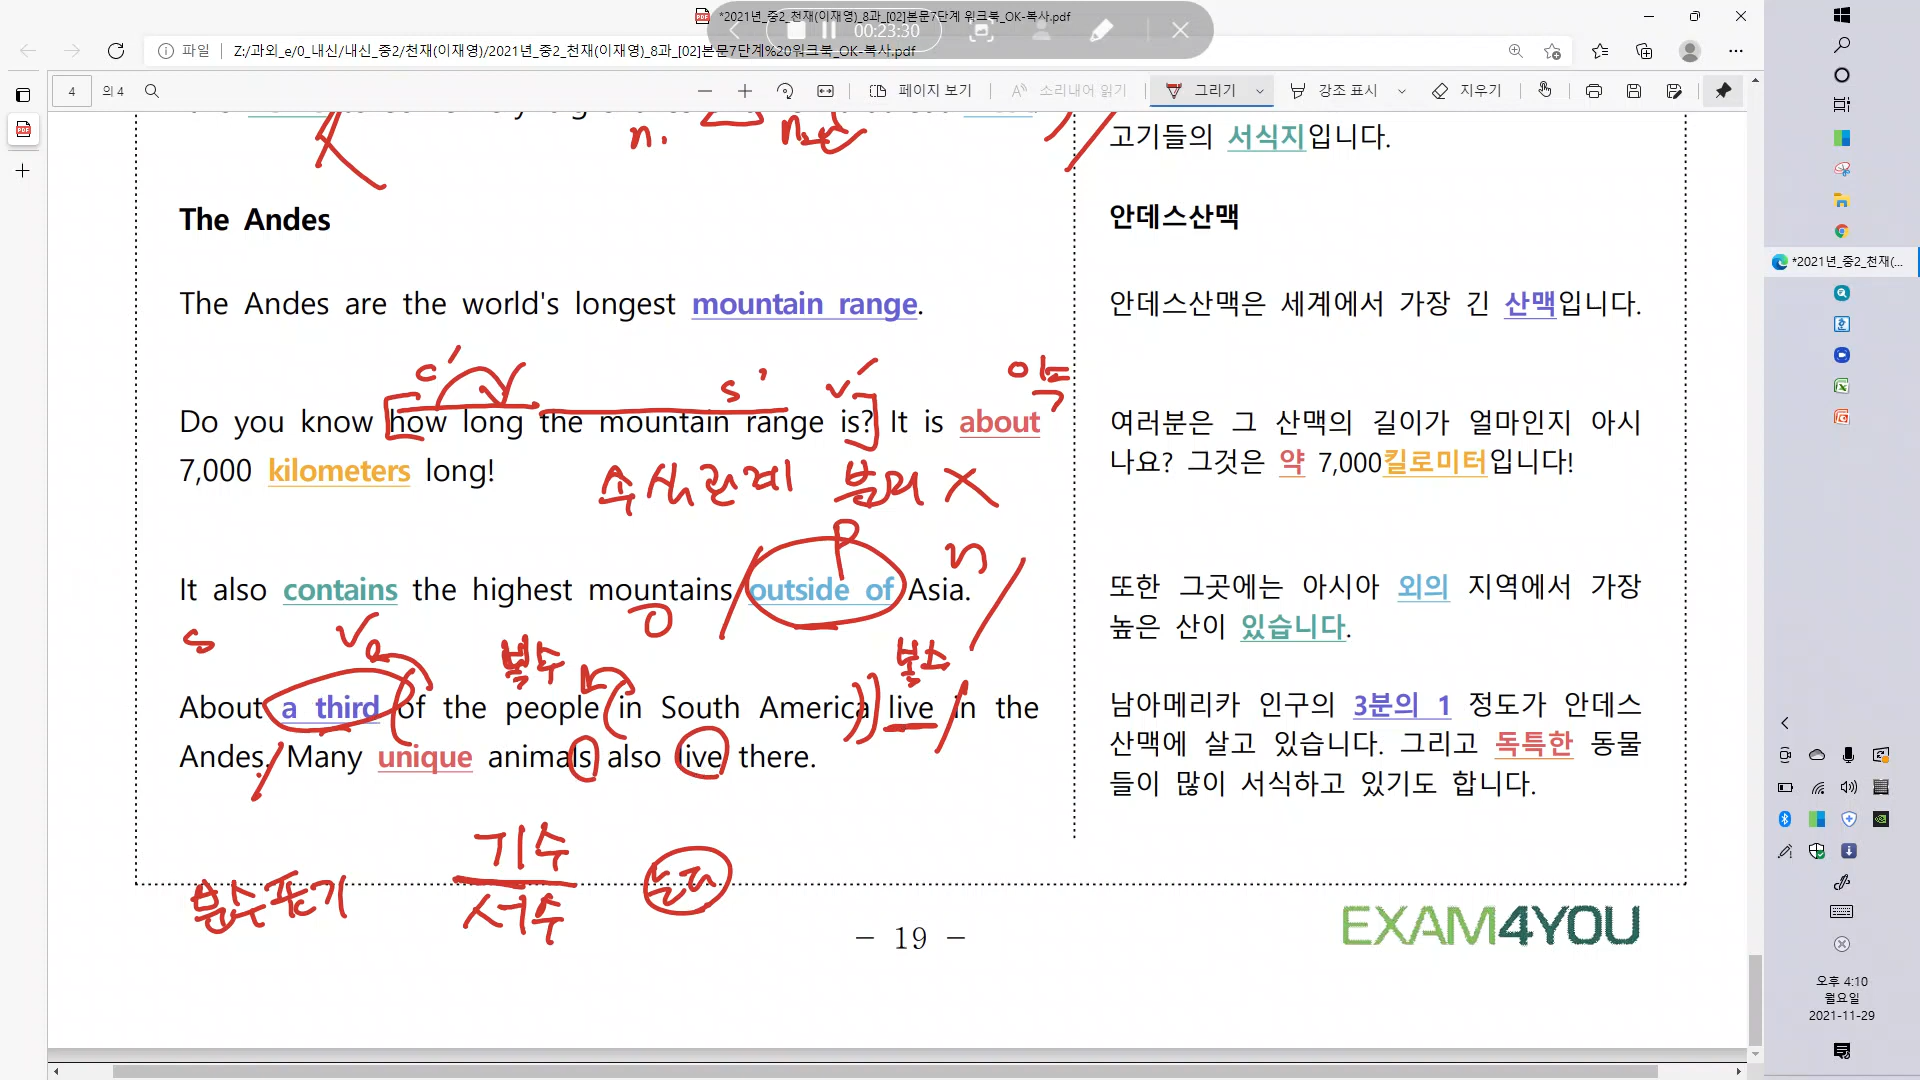 *2021년_중2_천재(이재영)_8과_[02]본문7단계 워크북_OK-복사.pdf
00:23:30
파일 Z:/과외_e/0_내신/내신_중2/천재(이재영)/2021년_중2_천재(이재영)_8과_[02]본문7단계%20워크북_OK-복사.pdf
4 의 4 페이지 보기 소리내어 읽기 그리기 강조 표시 지우기
n.
고기들의 서식지입니다.
The Andes
안데스산맥
The Andes are the world's longest mountain range.
안데스산맥은 세계에서 가장 긴 산맥입니다.
c' s' v'
Do you know how long the mountain range is? It is about
7,000 kilometers long!
여러분은 그 산맥의 길이가 얼마인지 아시
나요? 그것은 약 7,000킬로미터입니다!
수식관계 분리 X
p n
It also contains the highest mountains outside of Asia.
s v o
또한 그곳에는 아시아 외의 지역에서 가장
높은 산이 있습니다.
복수 복수
About a third of the people in South America live in the
Andes. Many unique animals also live there.
남아메리카 인구의 3분의 1 정도가 안데스
산맥에 살고 있습니다. 그리고 독특한 동물
들이 많이 서식하고 있기도 합니다.
분수표기
기수
서수
- 19 -
EXAM4YOU
*2021년_중2_천재(...
오후 4:10
월요일
2021-11-29